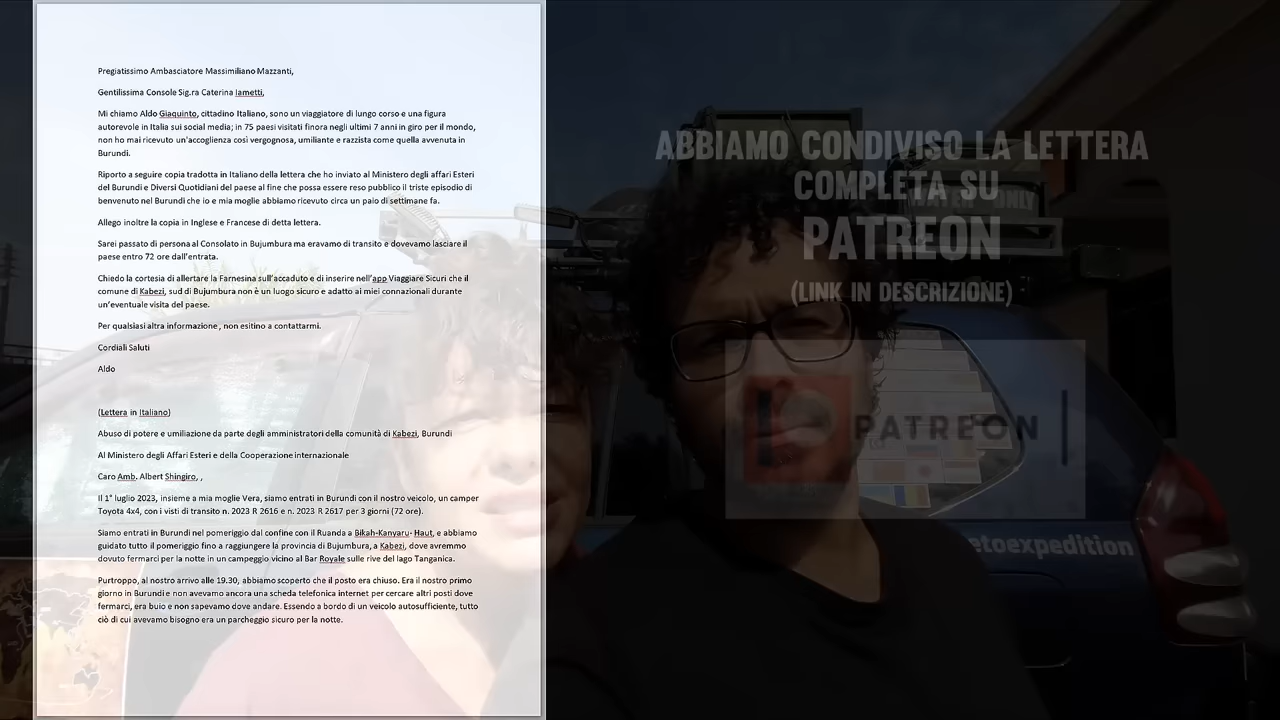 Pregiatissimo Ambasciatore Massimiliano Mazzanti,
Gentilissima Console Sig.ra Caterina Iametti,
Mi chiamo Aldo Giaquinto, cittadino Italiano, sono un viaggiatore di lungo corso e una figura
autorevole in Italia sui social media; in 75 paesi visitati finora negli ultimi 7 anni in giro per il mondo,
non ho mai ricevuto un'accoglienza così vergognosa, umiliante e razzista come quella avvenuta in
Burundi.
Riporto a seguire copia tradotta in Italiano della lettera che ho inviato al Ministero degli affari Esteri
del Burundi e Diversi Quotidiani del paese al fine che possa essere reso pubblico il triste episodio di
benvenuto nel Burundi che io e mia moglie abbiamo ricevuto circa un paio di settimane fa.
Allego inoltre la copia in Inglese e Francese di detta lettera.
Sarei passato di persona al Consolato in Bujumbura ma eravamo di transito e dovevamo lasciare il
paese entro 72 ore dall'entrata.
Chiedo la cortesia di allertare la Farnesina sull'accaduto e di inserire nell'app Viaggiare Sicuri che il
comune di Kabezi, sud di Bujumbura non è un luogo sicuro e adatto ai miei connazionali durante
un'eventuale visita del paese.
Per qualsiasi altra informazione, non esitino a contattarmi.
Cordiali Saluti
Aldo
(Lettera in Italiano)
Abuso di potere e umiliazione da parte degli amministratori della comunità di Kabezi, Burundi
Al Ministero degli Affari Esteri e della Cooperazione internazionale
Caro Amb. Albert Shingiro, ,
Il 1° luglio 2023, insieme a mia moglie Vera, siamo entrati in Burundi con il nostro veicolo, un camper
Toyota 4x4, con i visti di transito n. 2023 R 2616 e n. 2023 R 2617 per 3 giorni (72 ore).
Siamo entrati in Burundi nel pomeriggio dal confine con il Ruanda a Bikah-Kanyaru- Haut, e abbiamo
guidato tutto il pomeriggio fino a raggiungere la provincia di Bujumbura, a Kabezi, dove avremmo
dovuto fermarci per la notte in un campeggio vicino al Bar Royale sulle rive del lago Tanganica.
Purtroppo, al nostro arrivo alle 19.30, abbiamo scoperto che il posto era chiuso. Era il nostro primo
giorno in Burundi e non avevamo ancora una scheda telefonica internet per cercare altri posti dove
fermarci, era buio e non sapevamo dove andare. Essendo a bordo di un veicolo autosufficiente, tutto
ciò di cui avevamo bisogno era un parcheggio sicuro per la notte.
ABBIAMO CONDIVISO LA LETTERA
COMPLETA SU
PATREON
(LINK IN DESCRIZIONE)
PATREON
etoexpedition
ONLY